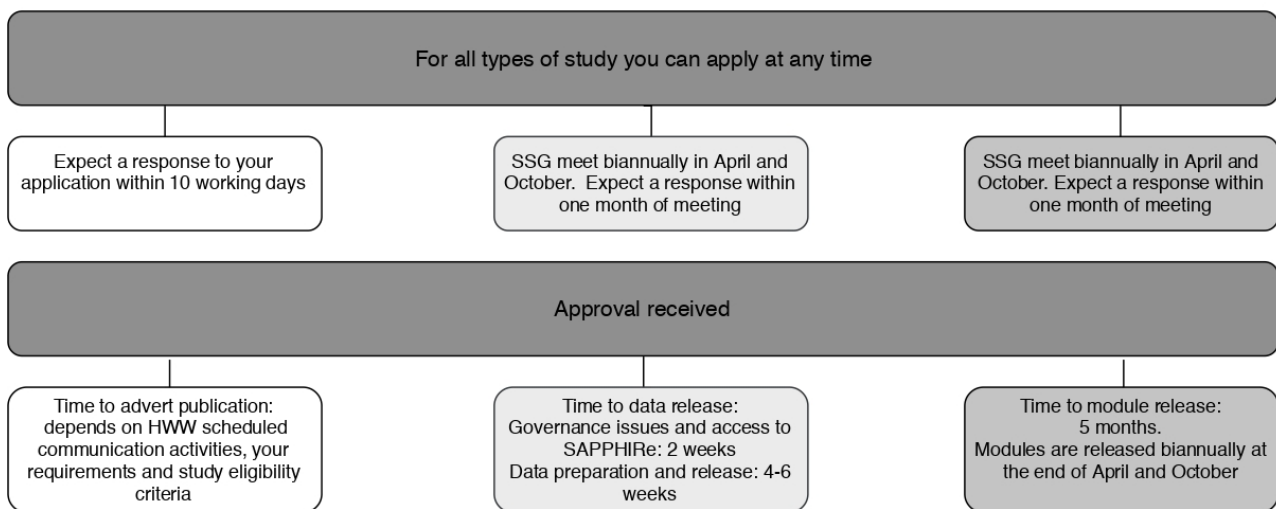 For all types of study you can apply at any time
Expect a response to your
application within 10 working days
SSG meet biannually in April and
October.  Expect a response within
one month of meeting
SSG meet biannually in April and
October. Expect a response within
one month of meeting
Approval received
Time to advert publication:
depends on HWW scheduled
communication activities, your
requirements and study eligibility
criteria
Time to data release:
Governance issues and access to
SAPPHIRe: 2 weeks
Data preparation and release: 4-6
weeks
Time to module release:
5 months.
Modules are released biannually at
the end of April and October